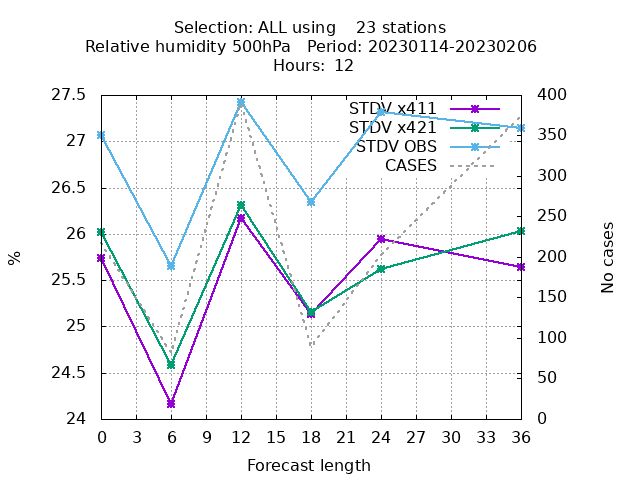 Selection: ALL using    23 stations
Relative humidity 500hPa   Period: 20230114-20230206
Hours:  12
27.5
27
26.5
26
25.5
25
24.5
24
%
STDV x411
STDV x421
STDV OBS
CASES
400
350
300
250
200
150
100
50
0
No cases
0 3 6 9 12 15 18 21 24 27 30 33 36
Forecast length